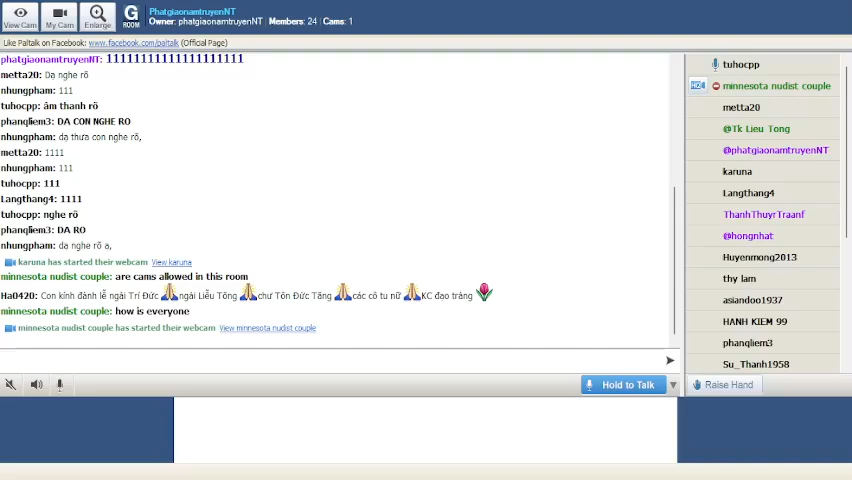 View Cam
My Cam
Enlarge
G
ROOM
PhatgiaonamtruyenNT
Owner: phatgiaonamtruyenNT | Members: 24 | Cams: 1
Like Paltalk on Facebook: www.facebook.com/paltalk (Official Page)
phatgiaonamtruyenNT: 11111111111111111111
metta20: Dạ nghe rõ
nhungpham: 111
tuhocpp: âm thanh rõ
phanqliem3: DA CON NGHE RO
nhungpham: dạ thưa con nghe rõ,
metta20: 1111
nhungpham: 111
tuhocpp: 111
Langthang4: 1111
tuhocpp: nghe rõ
phanqliem3: DA RO
nhungpham: dạ nghe rõ ạ,
karuna has started their webcam View karuna
minnesota nudist couple: are cams allowed in this room
Ha0420: Con kính đảnh lễ ngài Trí Đức ngài Liễu Tông chư Tôn Đức Tăng các cô tu nữ KC đạo tràng
minnesota nudist couple: how is everyone
minnesota nudist couple has started their webcam View minnesota nudist couple
Hold to Talk
tuhocpp
HD
minnesota nudist couple
metta20
@Tk Lieu Tong
@phatgiaonamtruyenNT
karuna
Langthang4
ThanhThuyrTraanf
@hongnhat
Huyenmong2013
thy lam
asiandoo1937
HANH KIEM 99
phanqliem3
Su_Thanh1958
Raise Hand